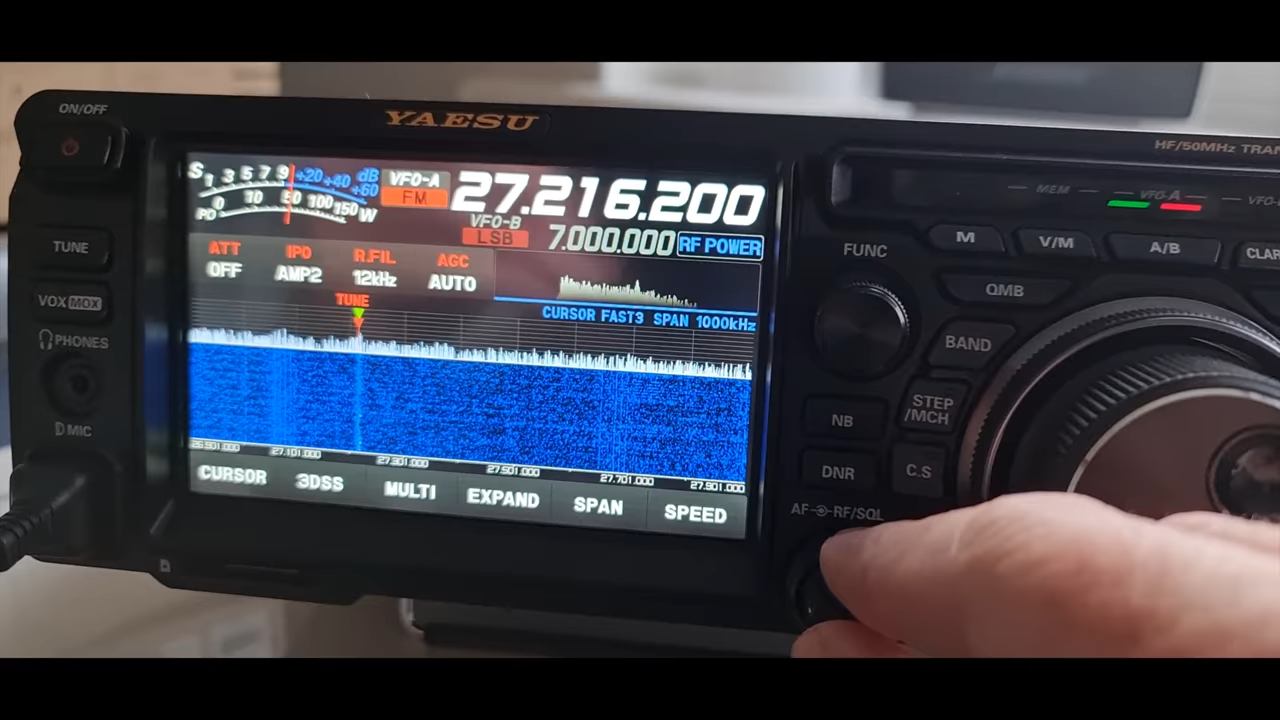 ON/OFF
YAESU
HF/50MHz TRAN
S 1 3 5 7 9 +20 +40 +60 dB
PO 0 10 50 100 150 W
VFO-A
FM
27.216.200
VFO-B
LSB
7.000.000
RF POWER
ATT
OFF
IPO
AMP2
R.FIL
12kHz
AGC
AUTO
TUNE
CURSOR FAST3 SPAN 1000kHz
26.901.000
27.101.000
27.301.000
27.501.000
27.701.000
27.901.000
CURSOR
3DSS
MULTI
EXPAND
SPAN
SPEED
TUNE
VOX MOX
PHONES
MIC
MEM
VFO-A
VFO-
FUNC
M
V/M
A/B
CLAR
QMB
BAND
NB
STEP
/MCH
DNR
C.S
AF RF/SQL